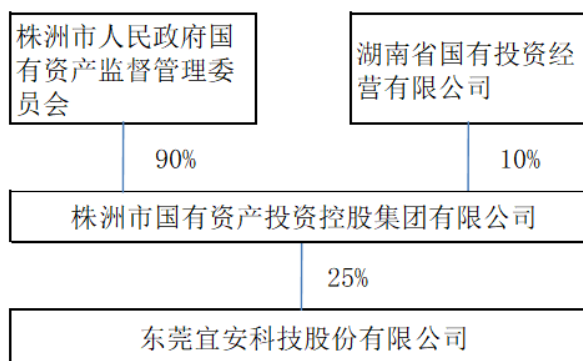 株洲市人民政府国
有资产监督管理委
员会
湖南省国有投资经
营有限公司
90%
10%
株洲市国有资产投资控股集团有限公司
25%
东莞宜安科技股份有限公司